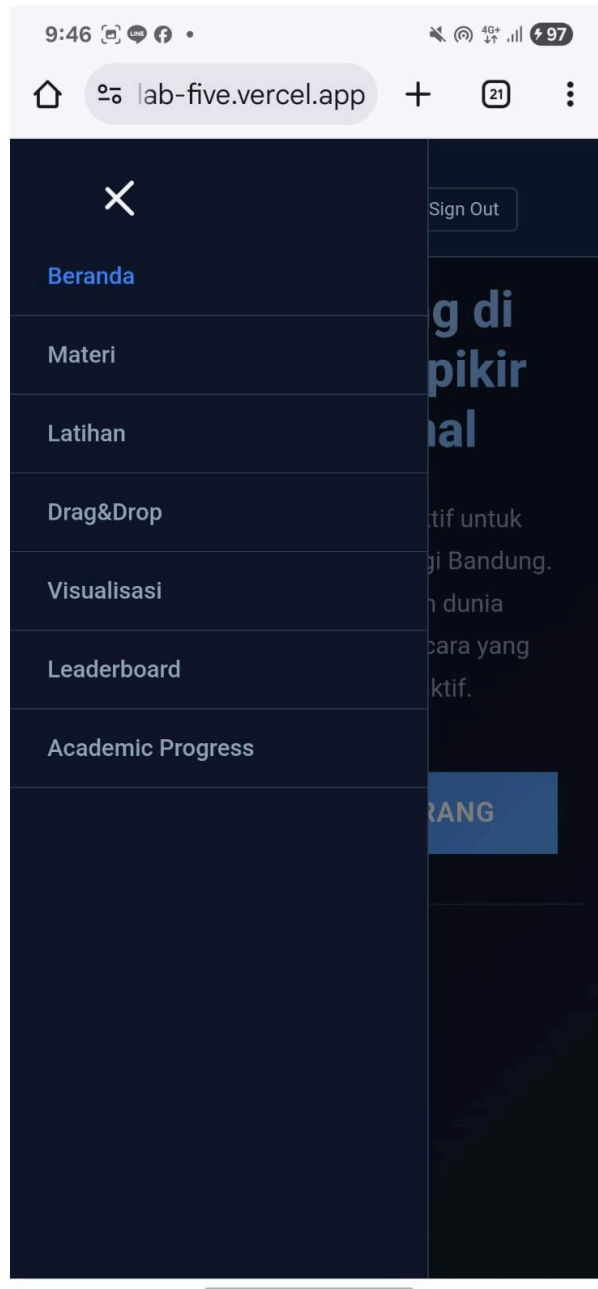 9:46
4G+
97
lab-five.vercel.app
21
Sign Out
Beranda
Materi
Latihan
Drag&Drop
Visualisasi
Leaderboard
Academic Progress
g di
pikir
nal
tif untuk
gi Bandung.
dunia
cara yang
ktif.
RANG